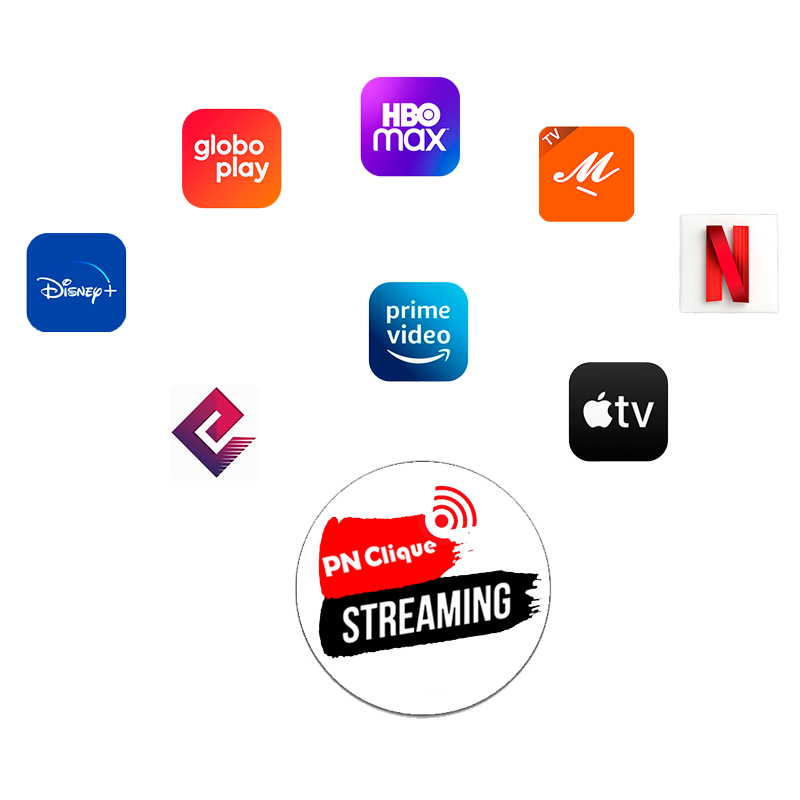 HBO
max
globo
play
TV
M
N
Disney+
prime
video
tv
PN Clique
STREAMING